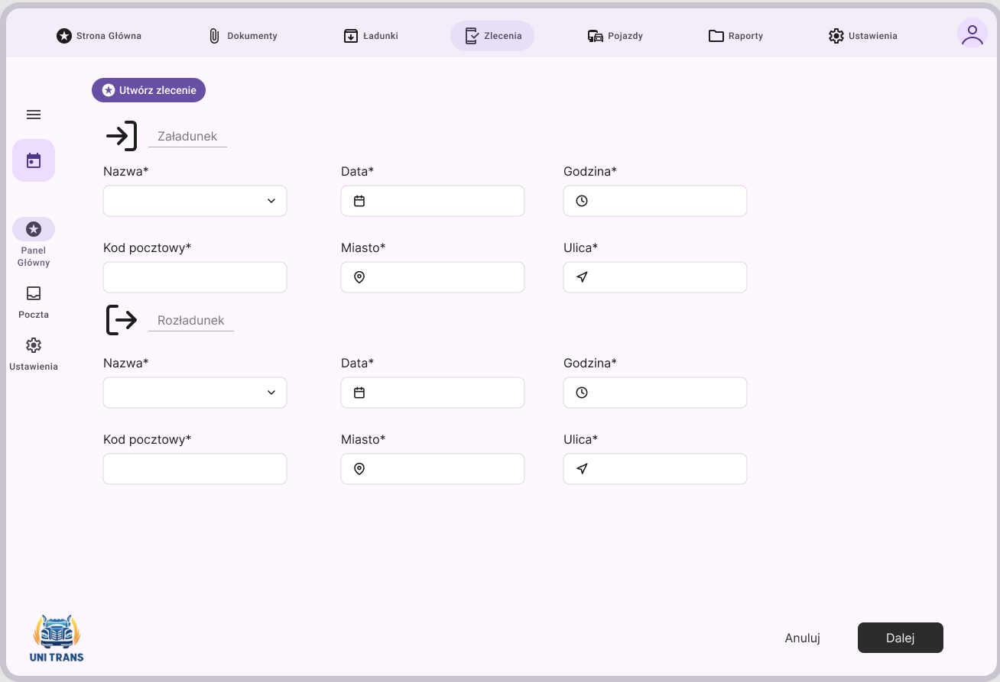 Strona Główna
Dokumenty
Ładunki
Zlecenia
Pojazdy
Raporty
Ustawienia
Utwórz zlecenie
Panel
Główny
Poczta
Ustawienia
Załadunek
Nazwa*
Data*
Godzina*
Kod pocztowy*
Miasto*
Ulica*
Rozładunek
Nazwa*
Data*
Godzina*
Kod pocztowy*
Miasto*
Ulica*
UNI TRANS
Anuluj
Dalej